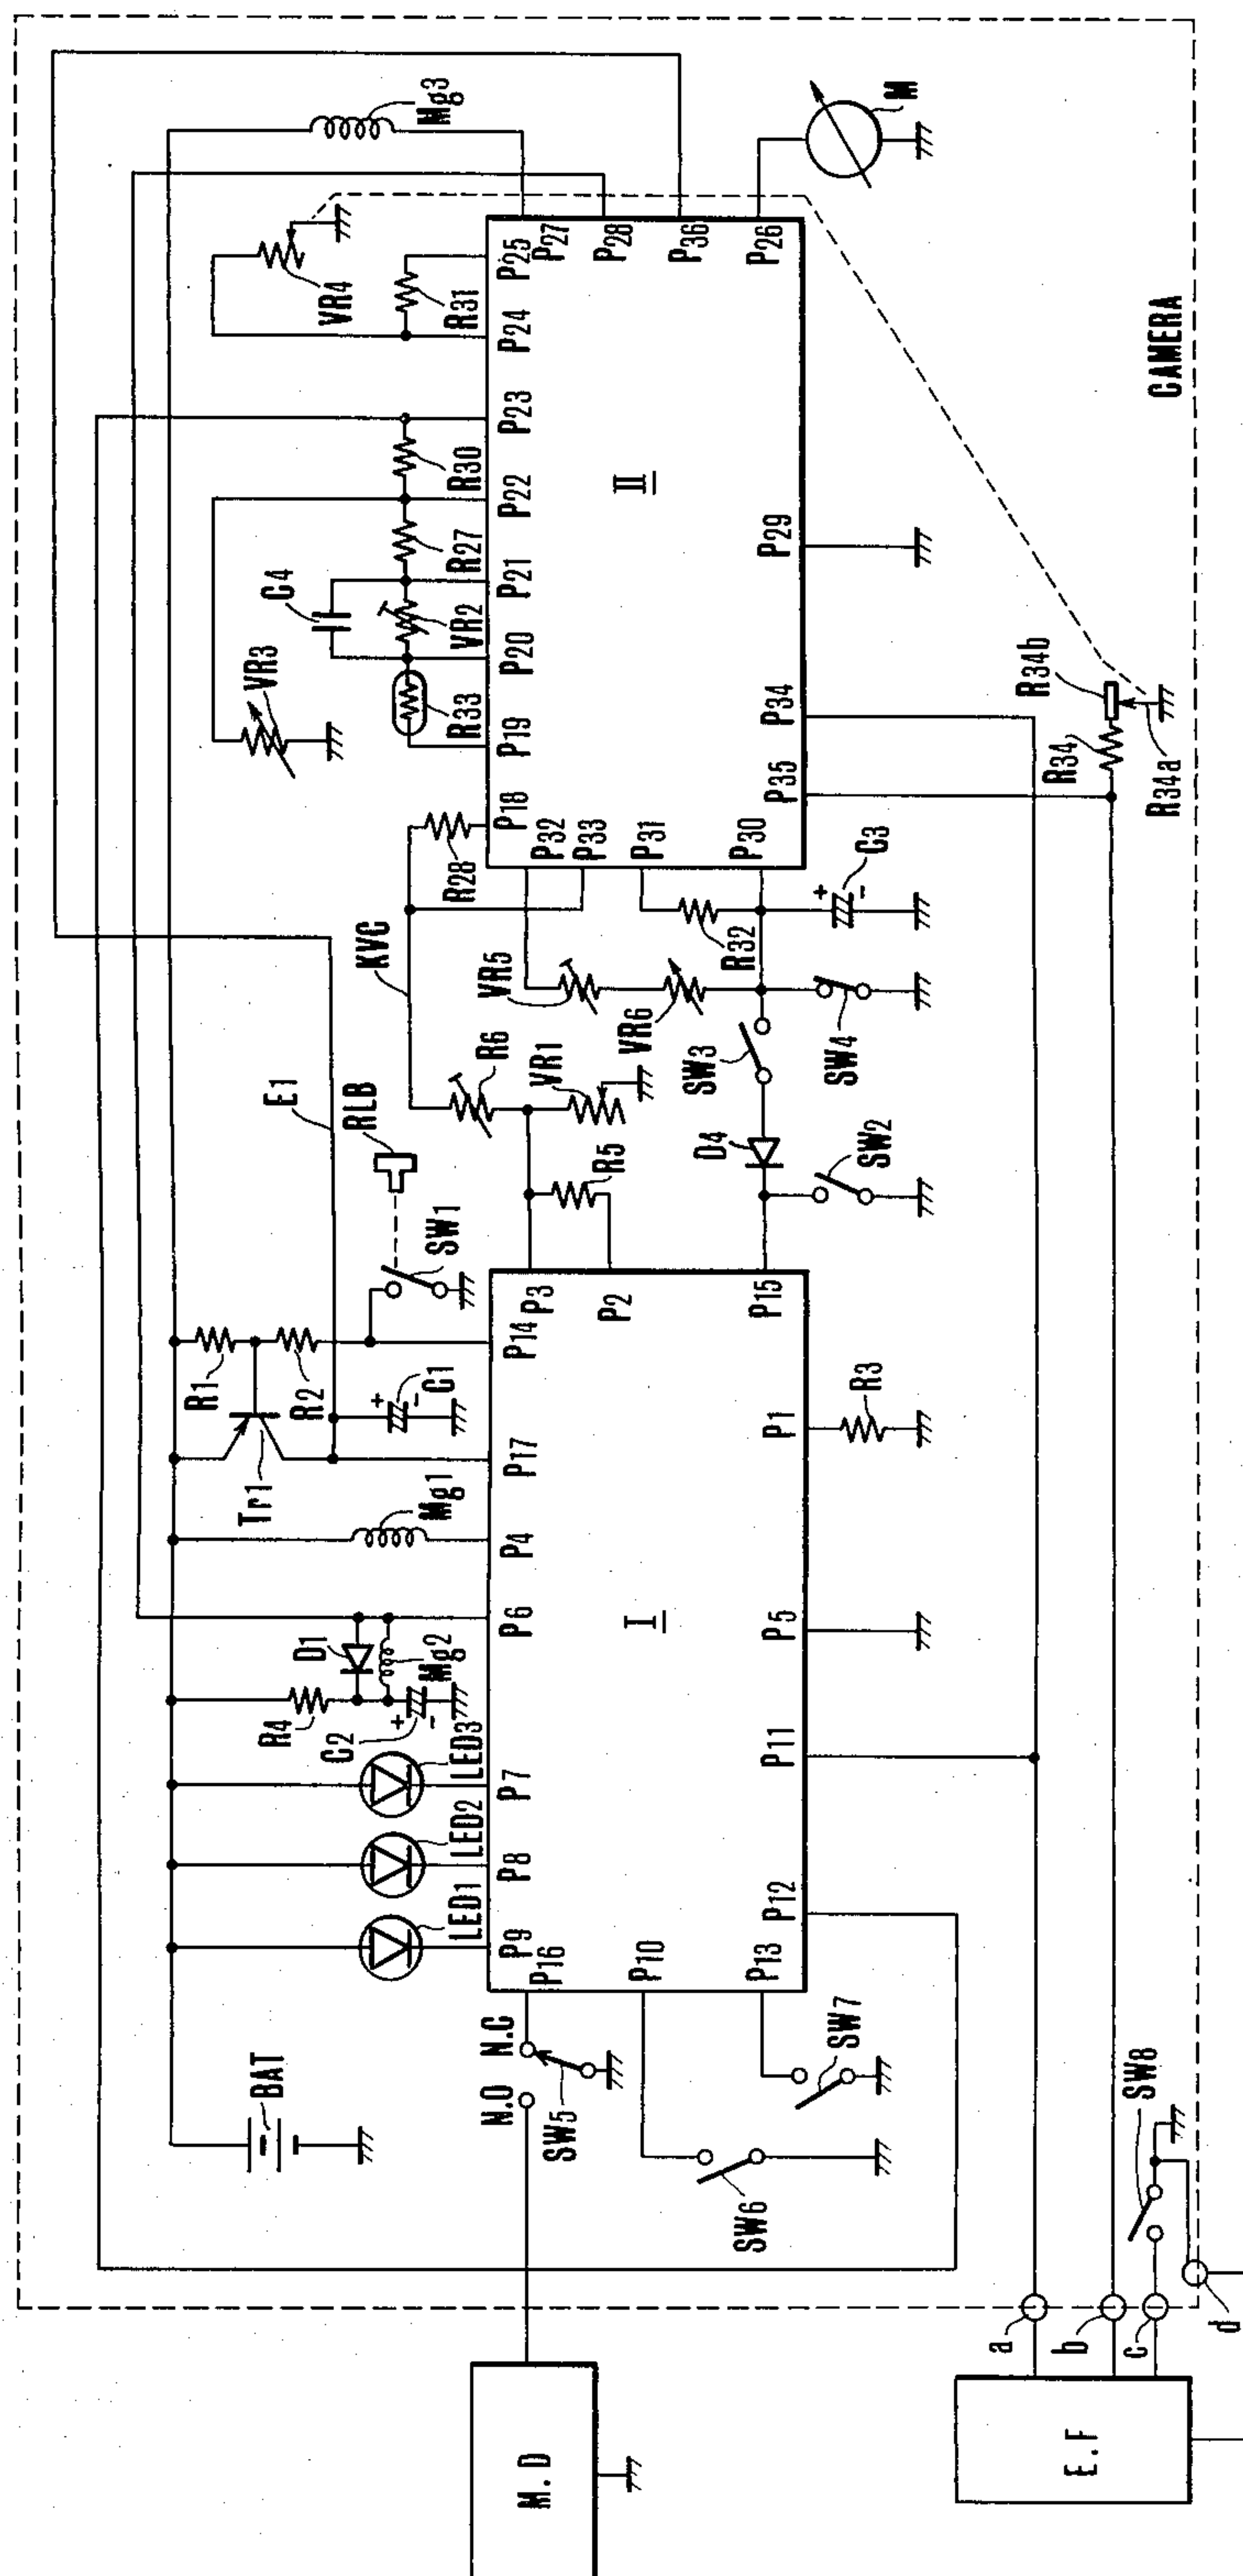 Mg3
M
VR4
R31
P25
P27
P28
P36
P26
P24
P23
CAMERA
R30
P22
II
R27
P21
P29
C4
VR2
P20
VR3
R33
P19
P34
R34b
R34
R34a
P35
P18
R28
P32
P33
P31
P30
+
C3
-
KVC
R32
VR5
VR6
SW4
SW3
R6
VR1
E1
RLB
R5
D4
SW2
SW1
P3
P2
P15
R1
R2
P14
+
C1
-
P1
R3
Tr1
P17
Mg1
P4
D1
Mg2
P6
I
P5
R4
C2
+
-
LED3
P7
P11
LED2
P8
LED1
P9
P12
P16
P10
P13
BAT
N.C
N.O
SW5
SW7
SW6
SW8
a
b
c
d
M.D
E.F